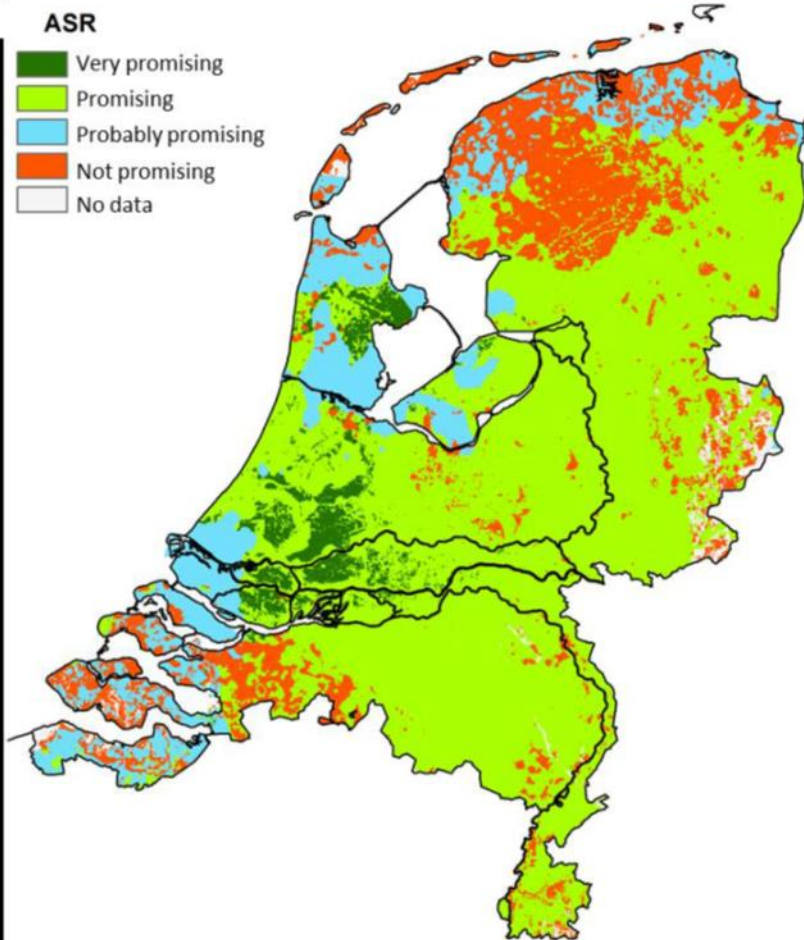 ASR
Very promising
Promising
Probably promising
Not promising
No data